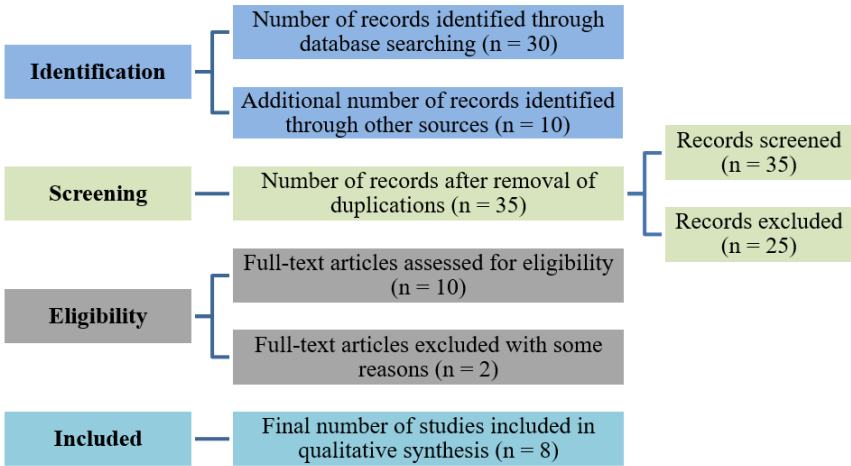 Identification
Number of records identified through
database searching (n = 30)
Additional number of records identified
through other sources (n = 10)
Screening
Number of records after removal of
duplications (n = 35)
Records screened
(n = 35)
Records excluded
(n = 25)
Eligibility
Full-text articles assessed for eligibility
(n = 10)
Full-text articles excluded with some
reasons (n = 2)
Included
Final number of studies included in
qualitative synthesis (n = 8)